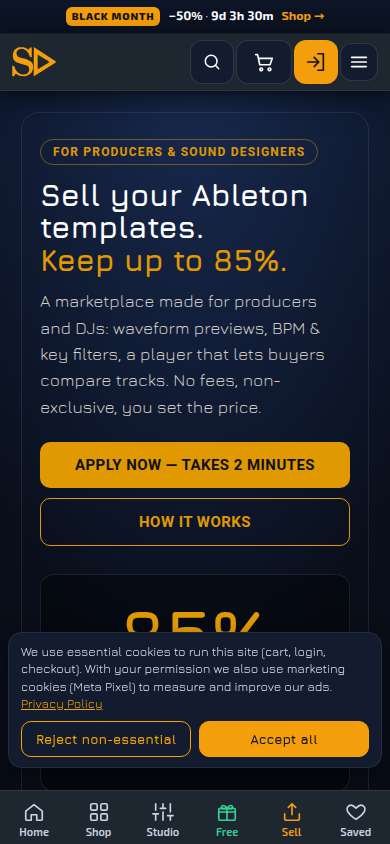 BLACK MONTH −50% · 9d 3h 30m Shop →
FOR PRODUCERS & SOUND DESIGNERS
Sell your Ableton
templates.
Keep up to 85%.
A marketplace made for producers
and DJs: waveform previews, BPM &
key filters, a player that lets buyers
compare tracks. No fees, non-
exclusive, you set the price.
APPLY NOW — TAKES 2 MINUTES
HOW IT WORKS
85%
We use essential cookies to run this site (cart, login,
checkout). With your permission we also use marketing
cookies (Meta Pixel) to measure and improve our ads.
Privacy Policy
Reject non-essential Accept all
Home Shop Studio Free Sell Saved